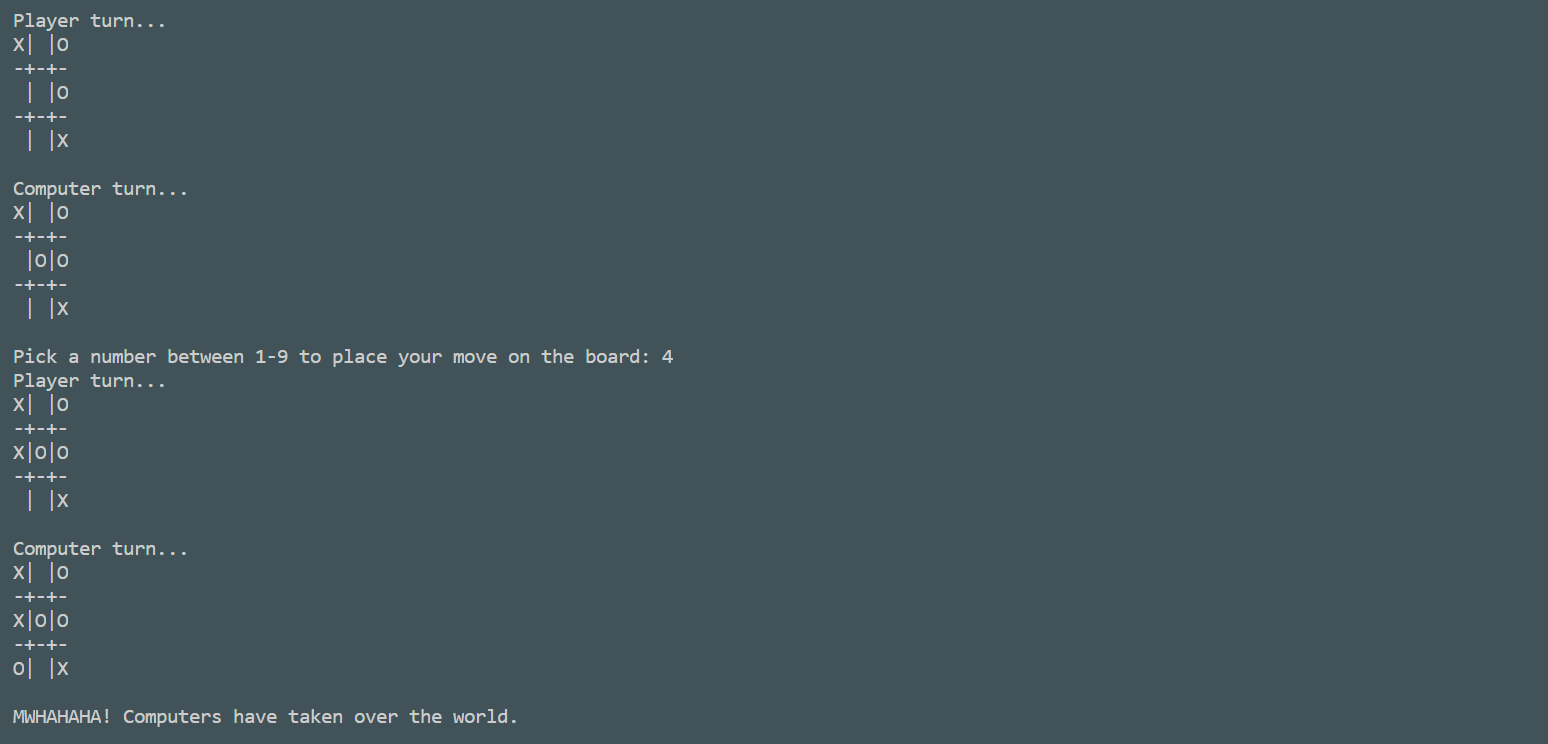 Player turn...
X| |O
-+-+-
 | |O
-+-+-
 | |X

Computer turn...
X| |O
-+-+-
 |O|O
-+-+-
 | |X

Pick a number between 1-9 to place your move on the board: 4
Player turn...
X| |O
-+-+-
X|O|O
-+-+-
 | |X

Computer turn...
X| |O
-+-+-
X|O|O
-+-+-
O| |X

MWHAHAHA! Computers have taken over the world.